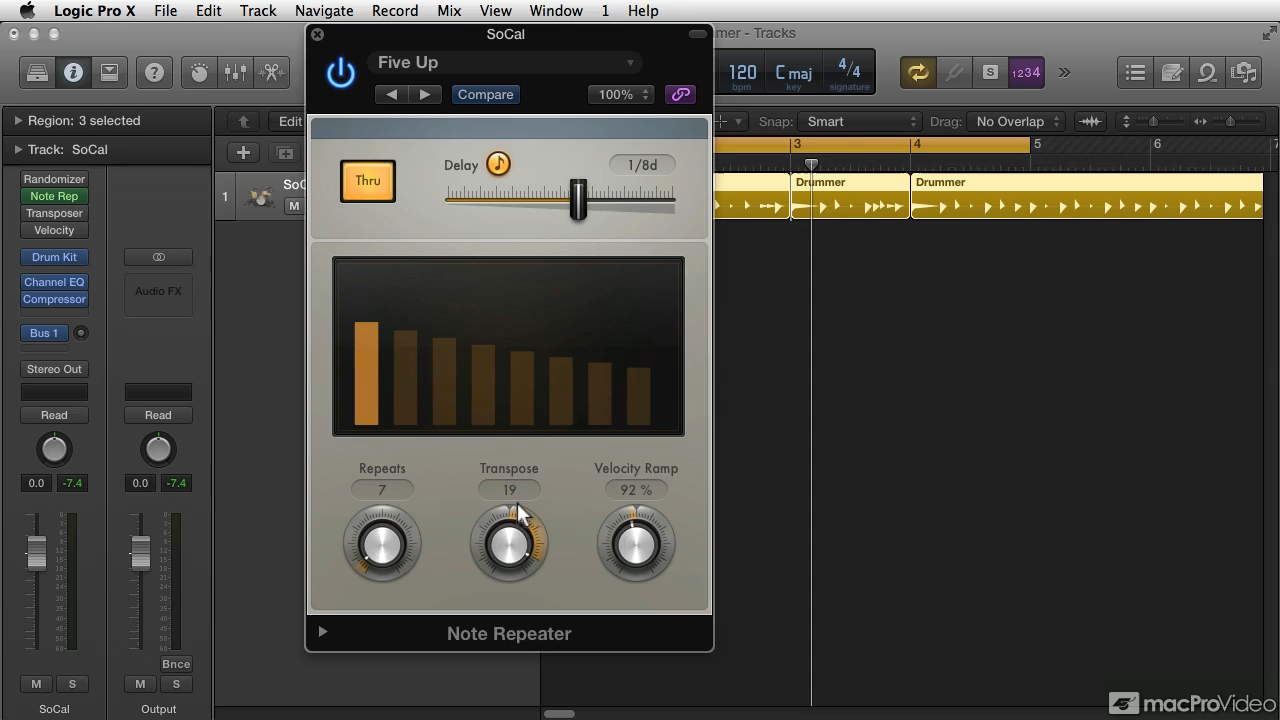 Logic Pro X File Edit Track Navigate Record Mix View Window 1 Help
SoCal
mmer - Tracks
Five Up
Compare
100%
120
bpm
C maj
key
4/4
signature
S
1234
Region: 3 selected
Edit
Snap: Smart
Drag: No Overlap
Track: SoCal
3 4 5 6 7
Randomizer
Note Rep
Transposer
Velocity
Drum Kit
Channel EQ
Compressor
Audio FX
Bus 1
Stereo Out
Read
Read
0.0 -7.4
0.0 -7.4
Bnce
M S
M S
SoCal
Output
1
SoC
M
Drummer
Drummer
Thru
Delay
1/8d
Repeats
7
Transpose
19
Velocity Ramp
92 %
Note Repeater
macProVideo